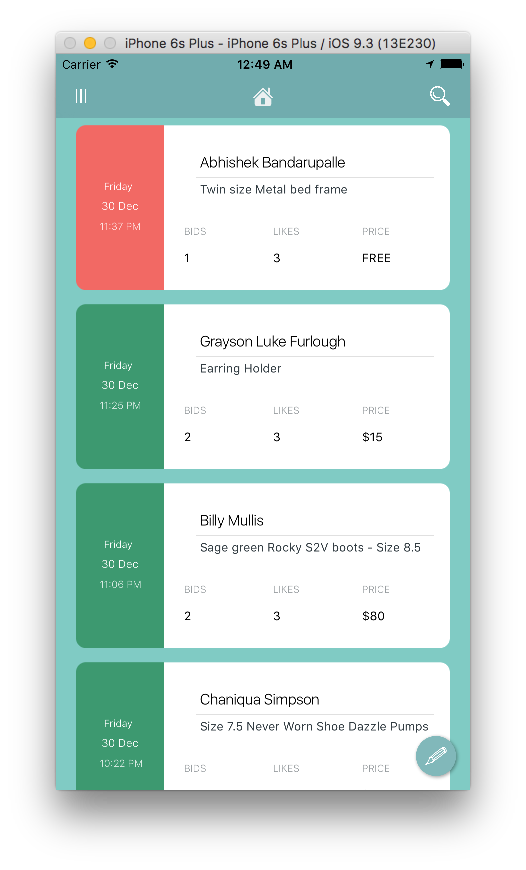 iPhone 6s Plus - iPhone 6s Plus / iOS 9.3 (13E230)
Carrier 12:49 AM
Friday
30 Dec
11:37 PM
Abhishek Bandarupalle
Twin size Metal bed frame
BIDS LIKES PRICE
1 3 FREE
Friday
30 Dec
11:25 PM
Grayson Luke Furlough
Earring Holder
BIDS LIKES PRICE
2 3 $15
Friday
30 Dec
11:06 PM
Billy Mullis
Sage green Rocky S2V boots - Size 8.5
BIDS LIKES PRICE
2 3 $80
Friday
30 Dec
10:22 PM
Chaniqua Simpson
Size 7.5 Never Worn Shoe Dazzle Pumps
BIDS LIKES PRICE